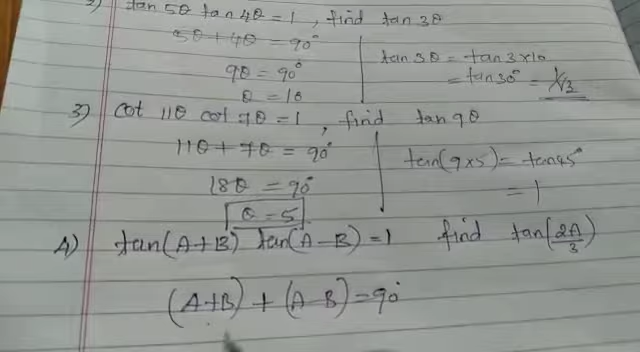 2) tan 5θ tan 4θ = 1, find tan 3θ
5θ + 4θ = 90°
tan 3θ = tan 3×10
9θ = 90°
= tan 30° = 1/√3
θ = 10
3) cot 11θ cot 7θ = 1, find tan 9θ
11θ + 7θ = 90°
tan(9×5) = tan 45°
18θ = 90°
= 1
θ = 5
4) tan(A+B) tan(A-B) = 1 find tan(2A/3)
(A+B) + (A-B) = 90°